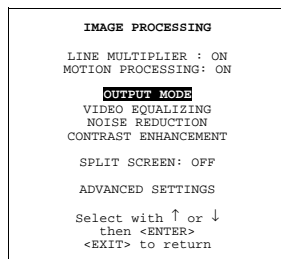 IMAGE PROCESSING
LINE MULTIPLIER : ON
MOTION PROCESSING: ON
OUTPUT MODE
VIDEO EQUALIZING
NOISE REDUCTION
CONTRAST ENHANCEMENT
SPLIT SCREEN: OFF
ADVANCED SETTINGS
Select with ↑ or ↓
then <ENTER>
<EXIT> to return